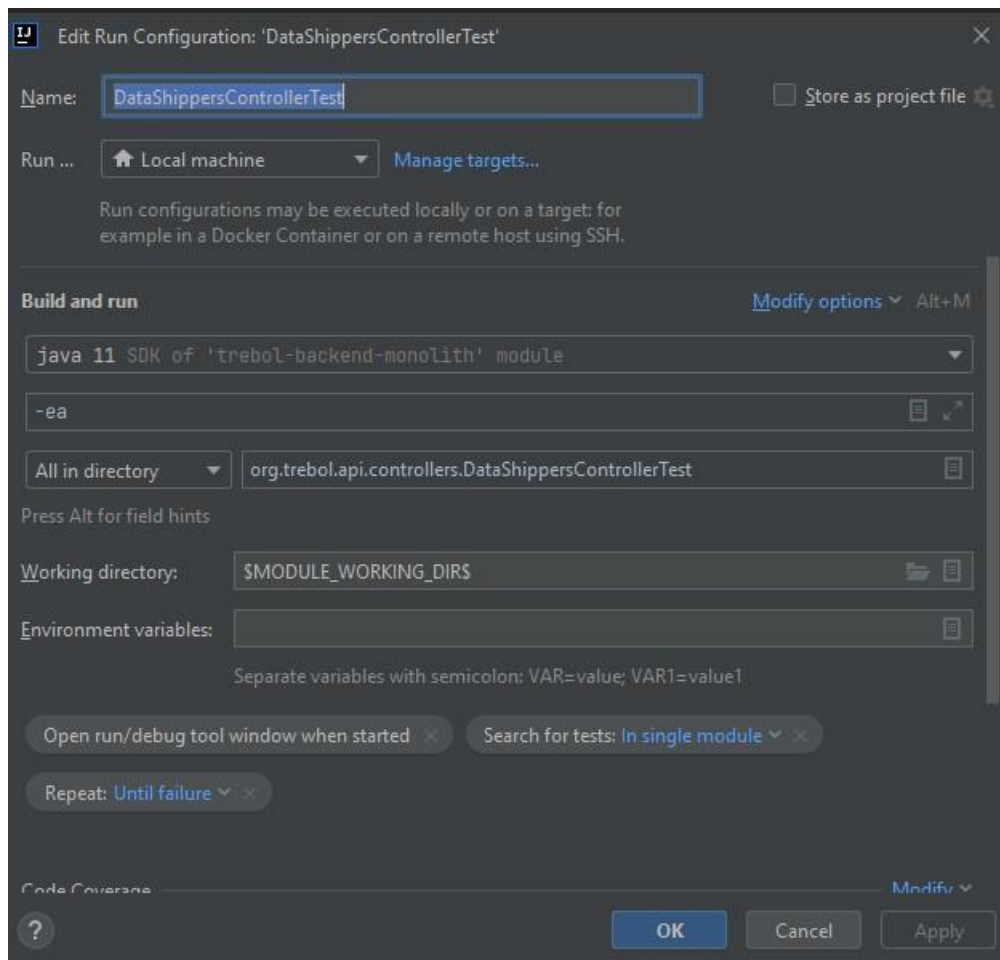 IJ Edit Run Configuration: 'DataShippersControllerTest'
Name: DataShippersControllerTest Store as project file
Run ... Local machine Manage targets...
Run configurations may be executed locally or on a target: for
example in a Docker Container or on a remote host using SSH.
Build and run Modify options Alt+M
java 11 SDK of 'trebol-backend-monolith' module
-ea
All in directory org.trebol.api.controllers.DataShippersControllerTest
Press Alt for field hints
Working directory: $MODULE_WORKING_DIR$
Environment variables:
Separate variables with semicolon: VAR=value; VAR1=value1
Open run/debug tool window when started × Search for tests: In single module ×
Repeat: Until failure ×
Code Coverage Modify
? OK Cancel Apply